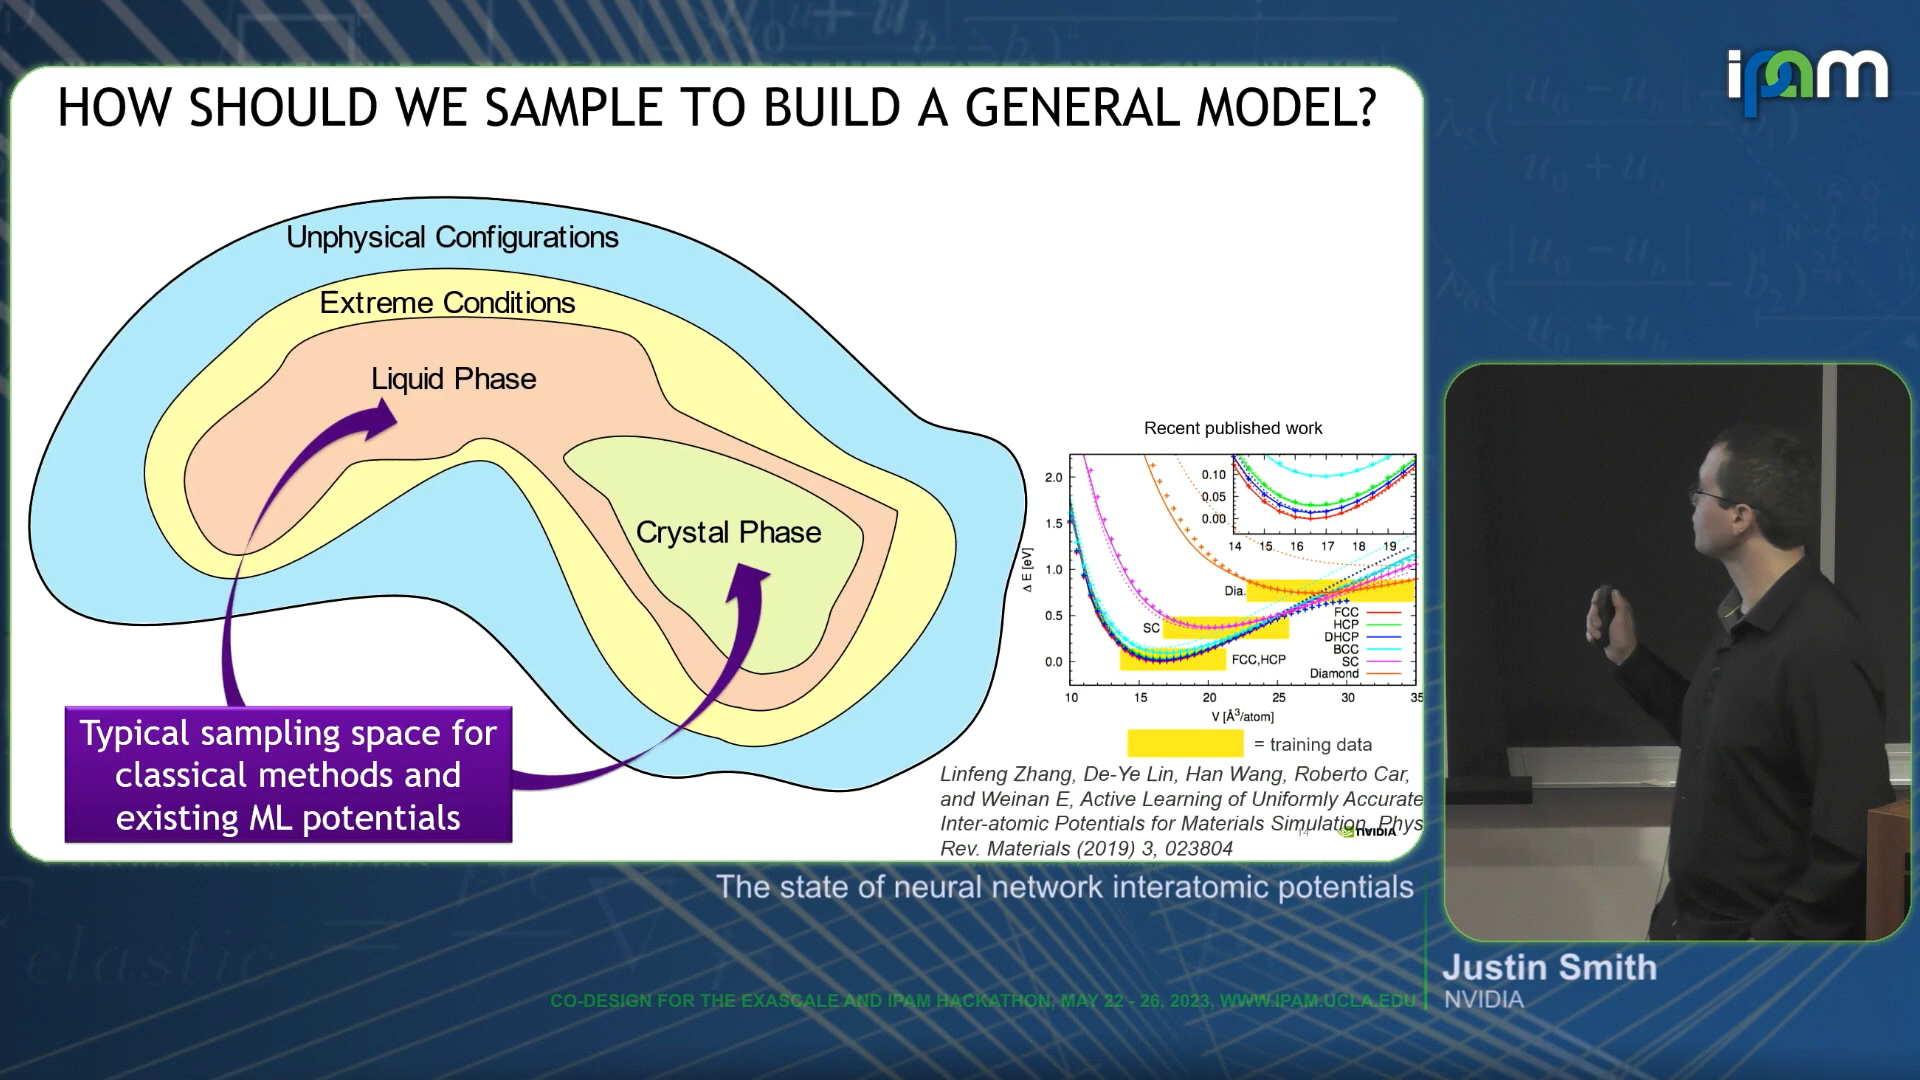 HOW SHOULD WE SAMPLE TO BUILD A GENERAL MODEL?
ipam
Unphysical Configurations
Extreme Conditions
Liquid Phase
Crystal Phase
Typical sampling space for
classical methods and
existing ML potentials
Recent published work
Δ E [eV]
2.0
1.5
1.0
0.5
0.0
0.10
0.05
0.00
14 15 16 17 18 19
Dia.
SC
FCC,HCP
FCC
HCP
DHCP
BCC
SC
Diamond
10 15 20 25 30 35
V [Å³/atom]
= training data
Linfeng Zhang, De-Ye Lin, Han Wang, Roberto Car,
and Weinan E, Active Learning of Uniformly Accurate
Inter-atomic Potentials for Materials Simulation, Phys
Rev. Materials (2019) 3, 023804
14
NVIDIA
The state of neural network interatomic potentials
Justin Smith
NVIDIA
CO-DESIGN FOR THE EXASCALE AND IPAM HACKATHON, MAY 22 - 26, 2023, WWW.IPAM.UCLA.EDU
elastic